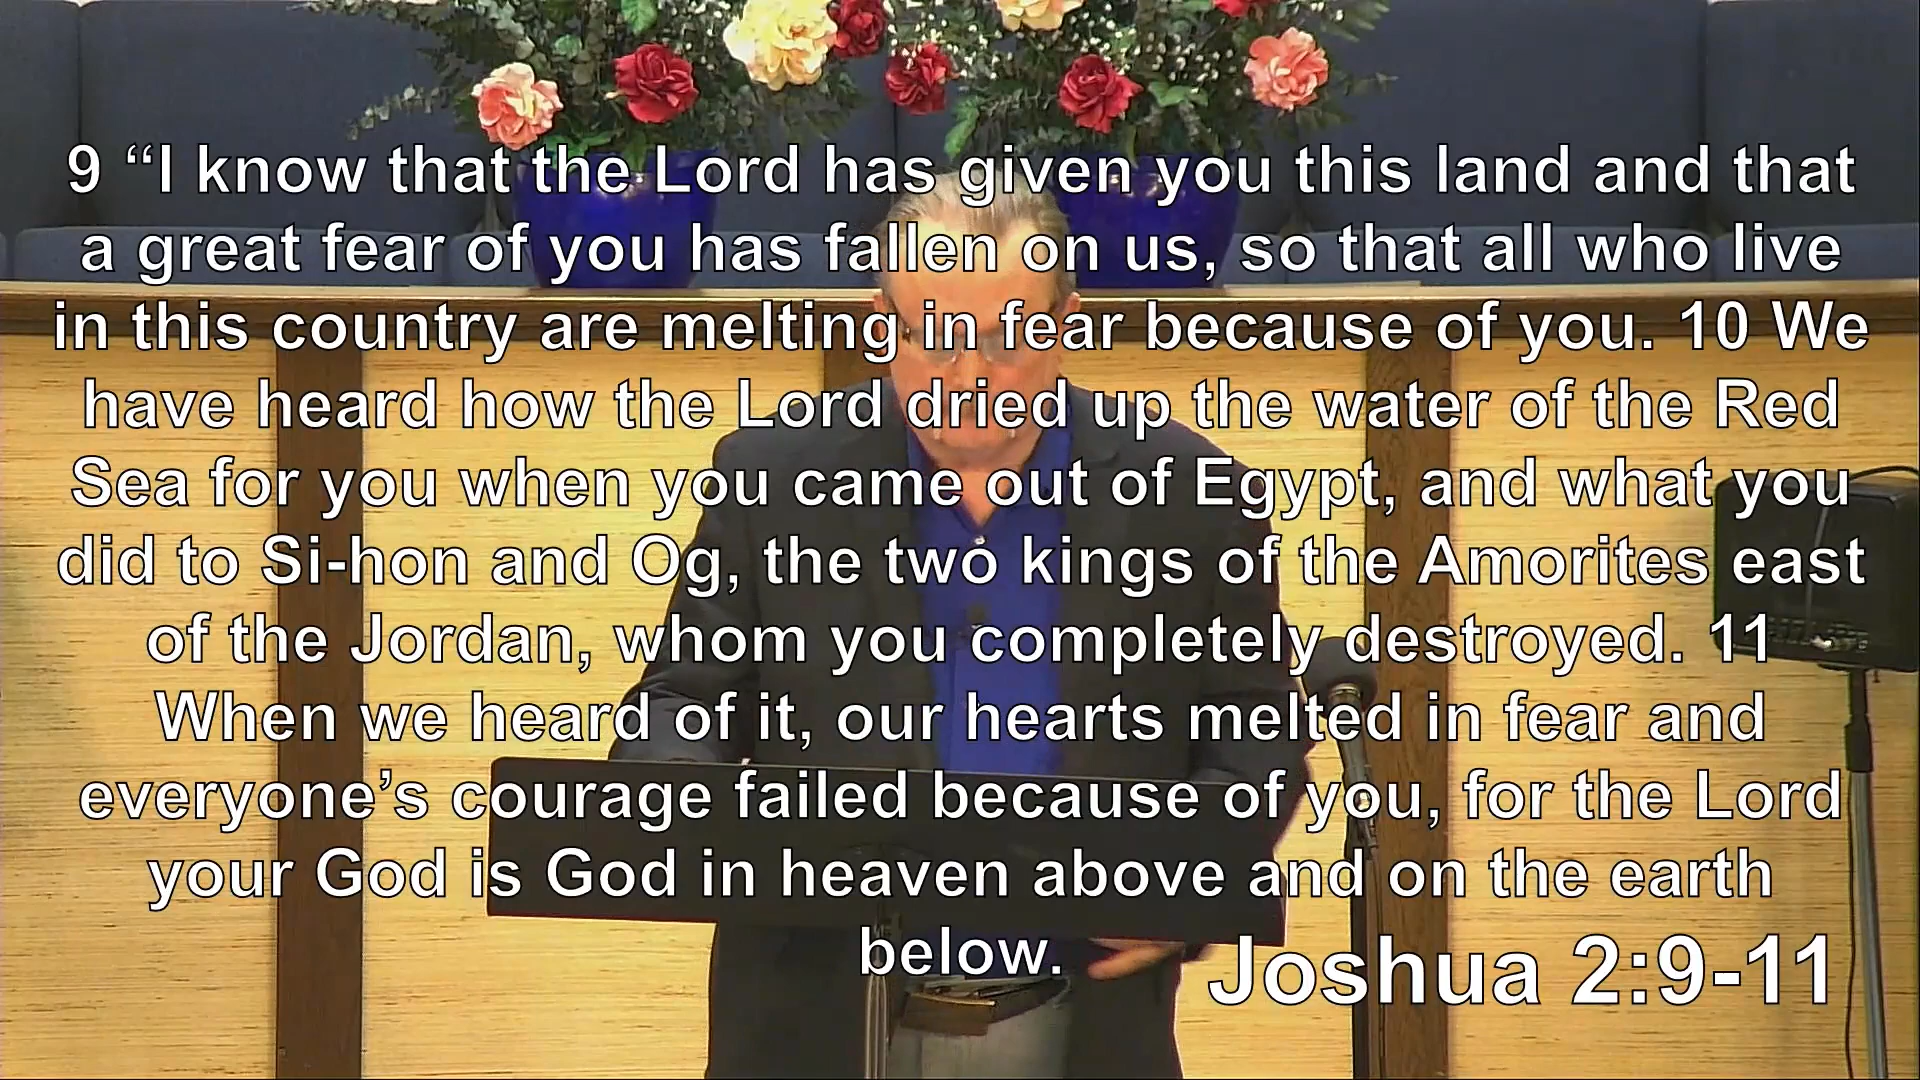 9 “I know that the Lord has given you this land and that
a great fear of you has fallen on us, so that all who live
in this country are melting in fear because of you. 10 We
have heard how the Lord dried up the water of the Red
Sea for you when you came out of Egypt, and what you
did to Si-hon and Og, the two kings of the Amorites east
of the Jordan, whom you completely destroyed. 11
When we heard of it, our hearts melted in fear and
everyone’s courage failed because of you, for the Lord
your God is God in heaven above and on the earth
below.
Joshua 2:9-11